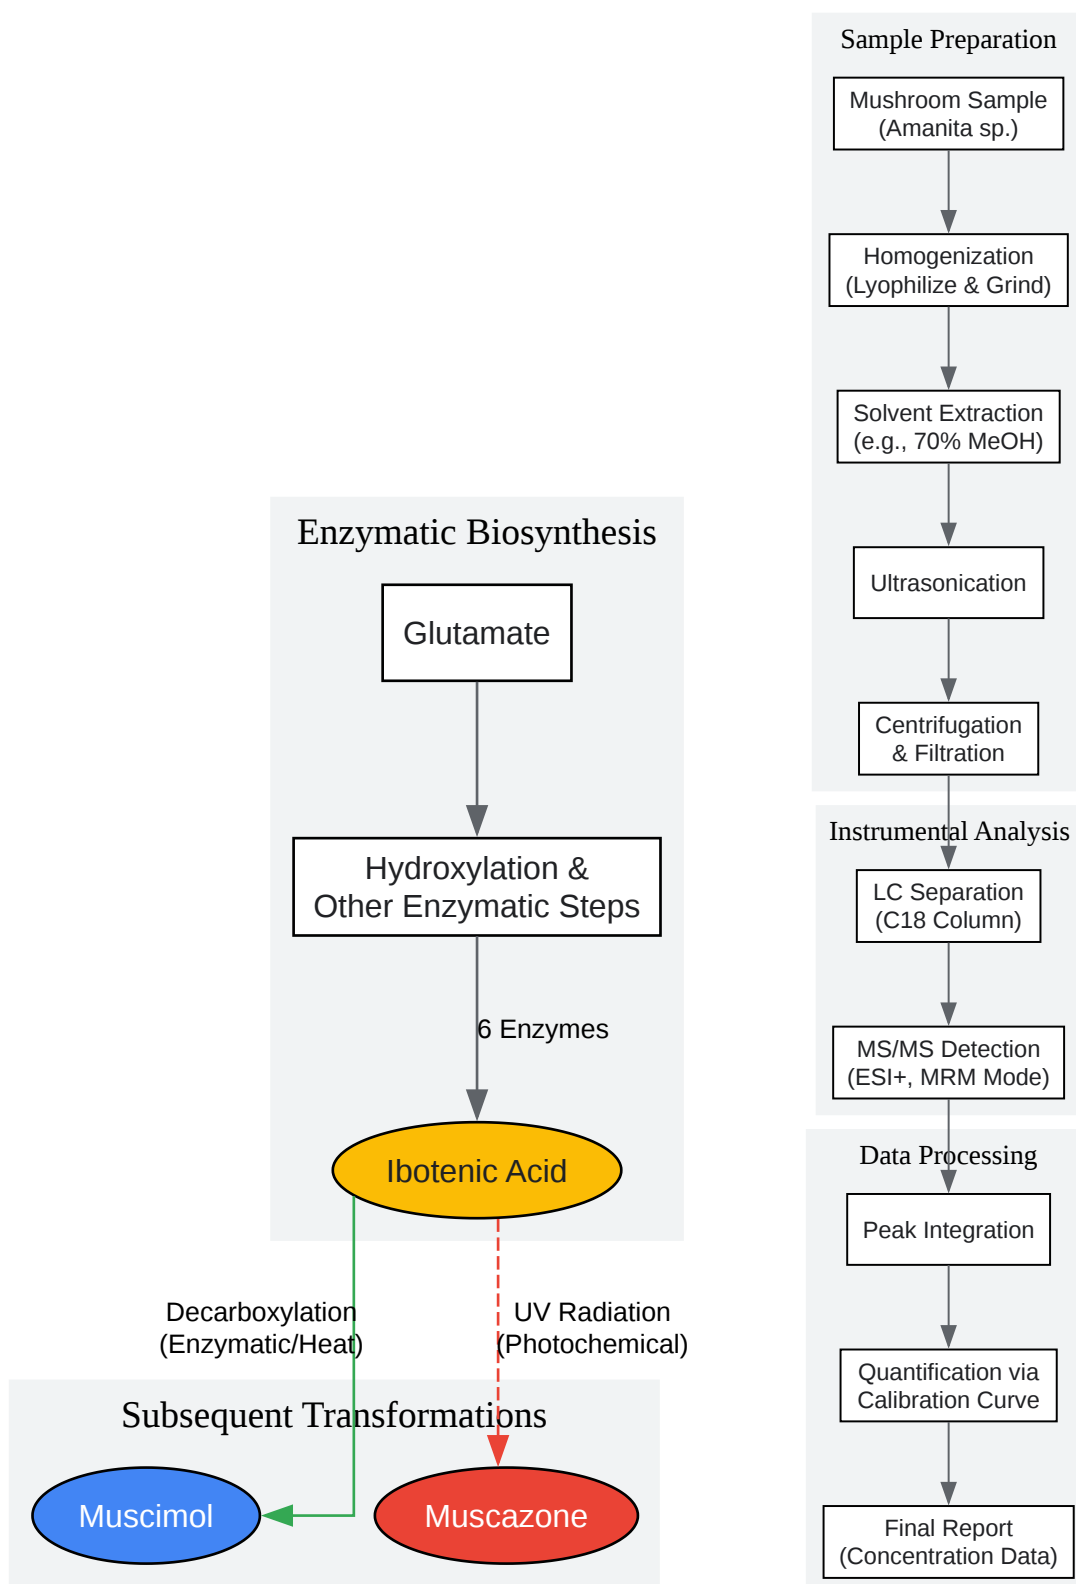 Enzymatic Biosynthesis
Glutamate
Hydroxylation &
Other Enzymatic Steps
6 Enzymes
Ibotenic Acid
Decarboxylation
(Enzymatic/Heat)
UV Radiation
(Photochemical)
Subsequent Transformations
Muscimol
Muscazone
Sample Preparation
Mushroom Sample
(Amanita sp.)
Homogenization
(Lyophilize & Grind)
Solvent Extraction
(e.g., 70% MeOH)
Ultrasonication
Centrifugation
& Filtration
Instrumental Analysis
LC Separation
(C18 Column)
MS/MS Detection
(ESI+, MRM Mode)
Data Processing
Peak Integration
Quantification via
Calibration Curve
Final Report
(Concentration Data)